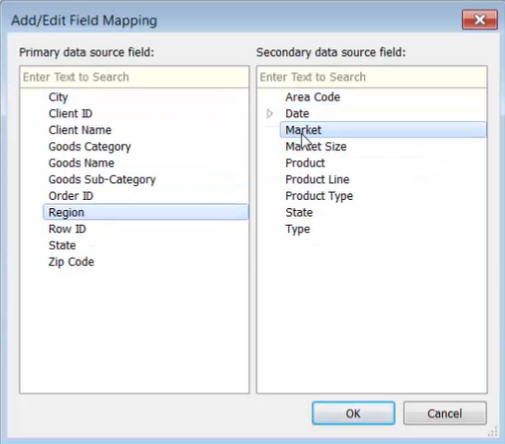 Add/Edit Field Mapping
Primary data source field:
Enter Text to Search
City
Client ID
Client Name
Goods Category
Goods Name
Goods Sub-Category
Order ID
Region
Row ID
State
Zip Code
Secondary data source field:
Enter Text to Search
Area Code
Date
Market
Market Size
Product
Product Line
Product Type
State
Type
OK
Cancel